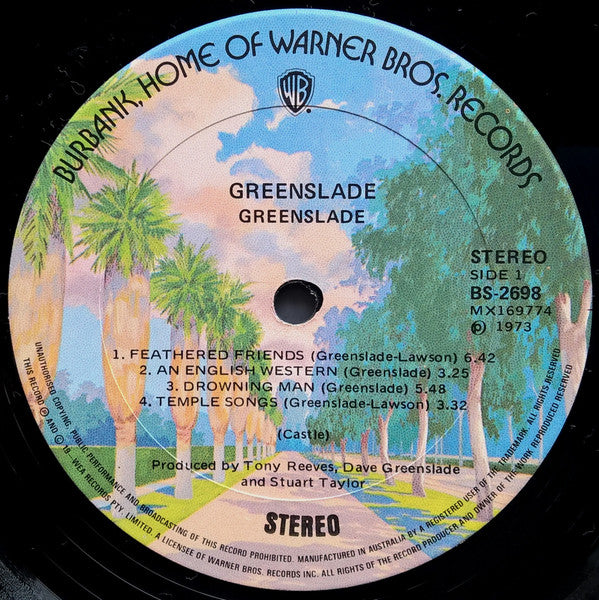 BURBANK, HOME OF WARNER BROS. RECORDS
WB
GREENSLADE
GREENSLADE
STEREO
SIDE 1
BS-2698
MX169774
Ⓟ 1973
1. FEATHERED FRIENDS (Greenslade-Lawson) 6.42
2. AN ENGLISH WESTERN (Greenslade) 3.25
3. DROWNING MAN (Greenslade) 5.48
4. TEMPLE SONGS (Greenslade-Lawson) 3.32
(Castle)
Produced by Tony Reeves, Dave Greenslade
and Stuart Taylor
STEREO
UNAUTHORISED COPYING, PUBLIC PERFORMANCE AND BROADCASTING OF THIS RECORD PROHIBITED. MANUFACTURED IN AUSTRALIA BY A REGISTERED USER OF THE TRADEMARK. ALL RIGHTS OF THE RECORD PRODUCER AND OWNER OF THE WORK REPRODUCED RESERVED
THIS RECORD Ⓟ AND © 19 - WEA RECORDS PTY. LIMITED. A LICENSEE OF WARNER BROS. RECORDS INC.